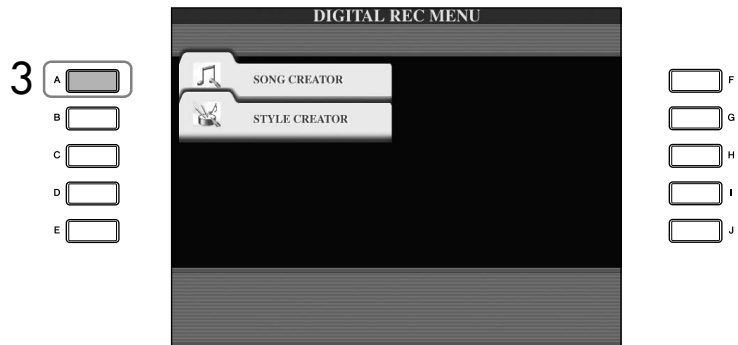 DIGITAL REC MENU
3
A
SONG CREATOR
F
B
STYLE CREATOR
G
C
H
D
I
E
J